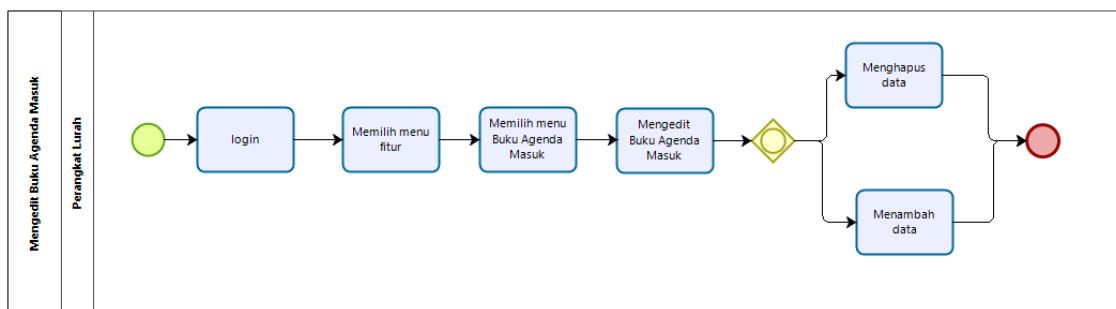 Mengedit Buku Agenda Masuk
Perangkat Lurah
login
Memilih menu
fitur
Memilih menu
Buku Agenda
Masuk
Mengedit
Buku Agenda
Masuk
Menghapus
data
Menambah
data